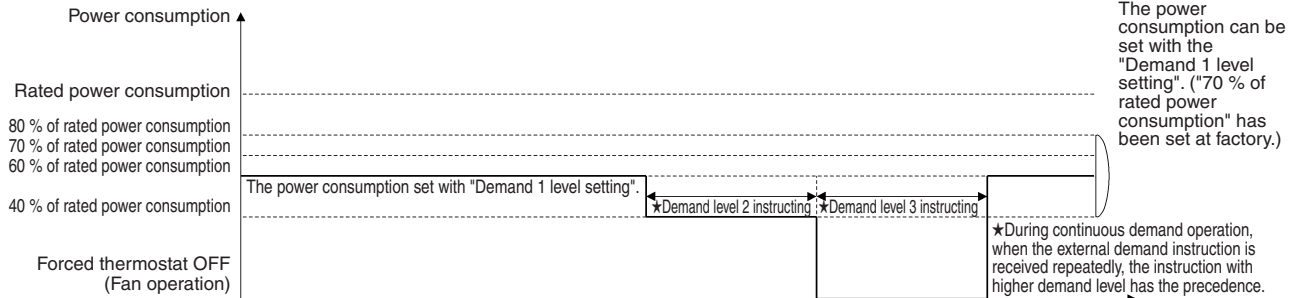 Power consumption
The power
consumption can be
set with the
"Demand 1 level
setting". ("70 % of
rated power
consumption" has
been set at factory.)
Rated power consumption
80 % of rated power consumption
70 % of rated power consumption
60 % of rated power consumption
The power consumption set with "Demand 1 level setting".
40 % of rated power consumption
★Demand level 2 instructing
★Demand level 3 instructing
★During continuous demand operation,
when the external demand instruction is
received repeatedly, the instruction with
higher demand level has the precedence.
Forced thermostat OFF
(Fan operation)